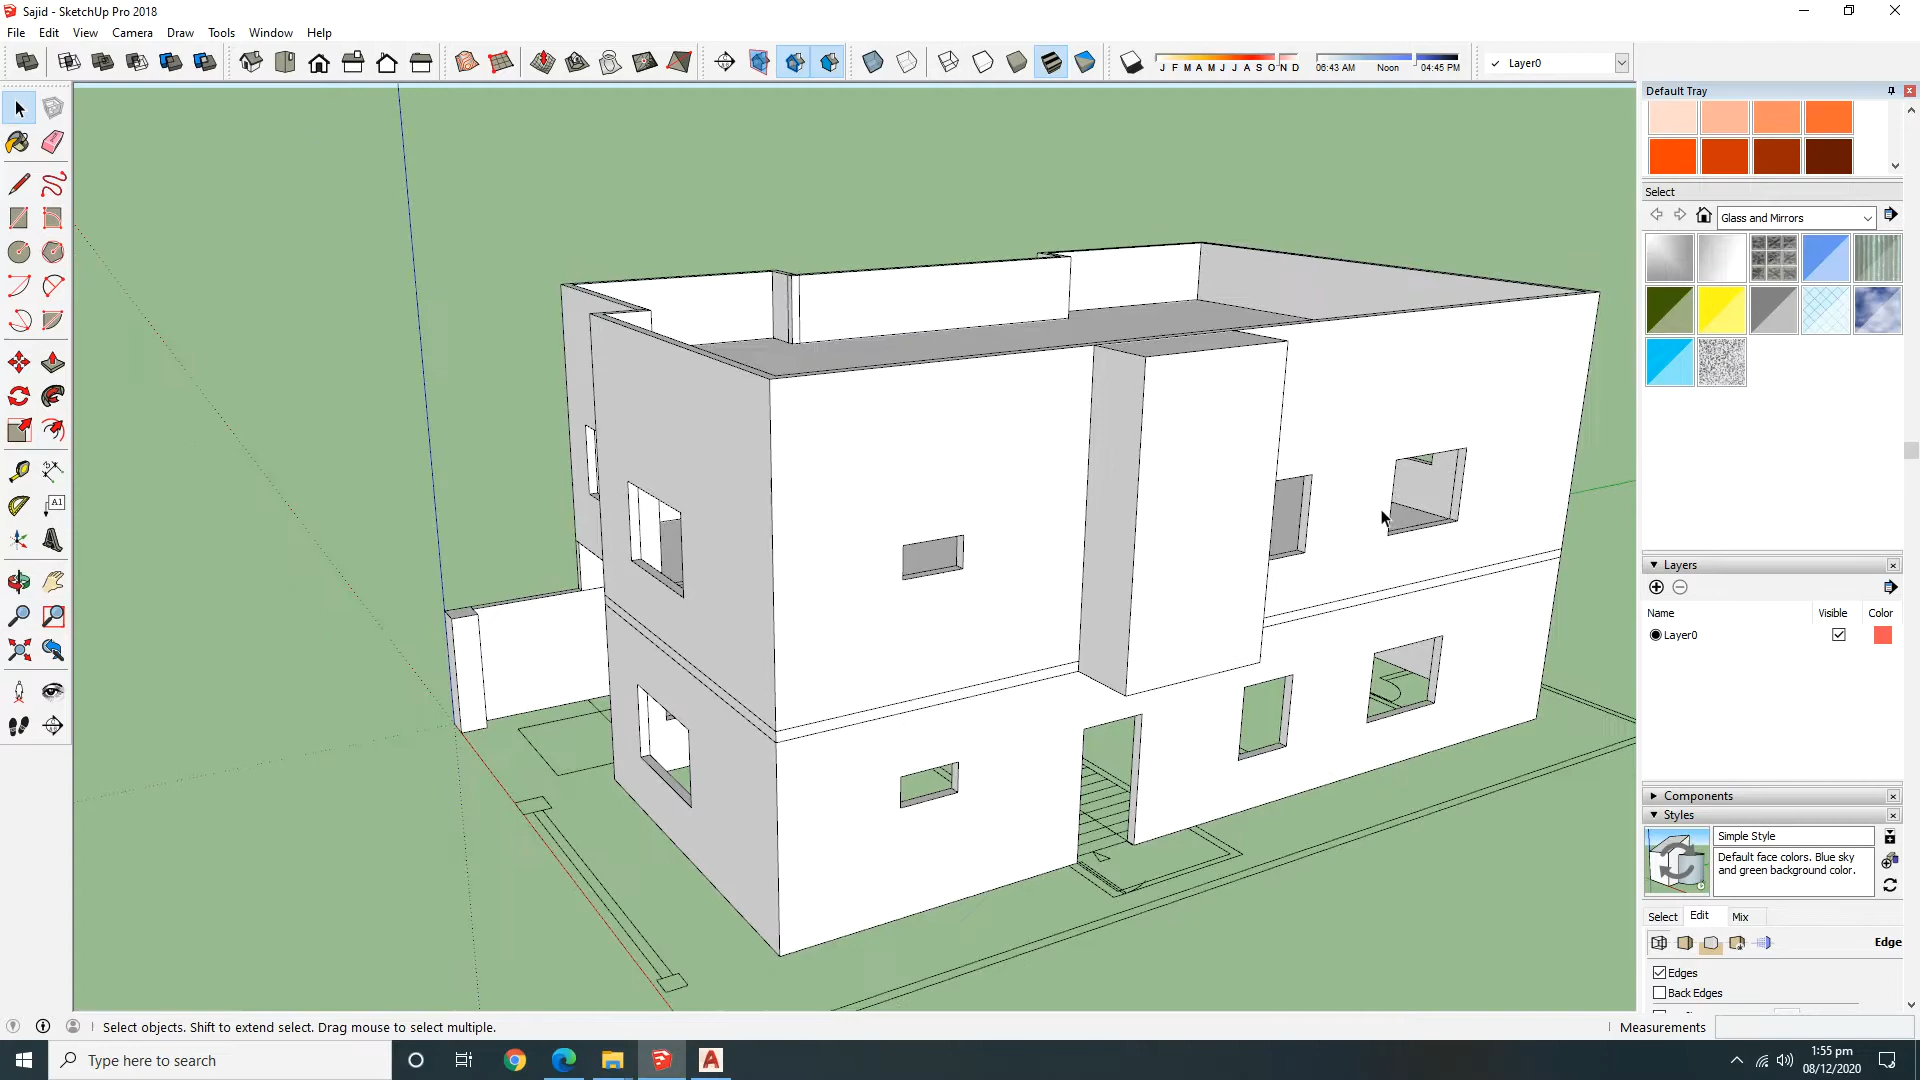 Sajid - SketchUp Pro 2018
File Edit View Camera Draw Tools Window Help
J F M A M J J A S O N D
06:43 AM Noon 04:45 PM
Layer0
Default Tray
Select
Glass and Mirrors
A1
Layers
Name Visible Color
Layer0
Components
Styles
Simple Style
Default face colors. Blue sky
and green background color.
Select Edit Mix
Edge
Edges
Back Edges
Select objects. Shift to extend select. Drag mouse to select multiple.
Measurements
Type here to search
A
1:55 pm
08/12/2020